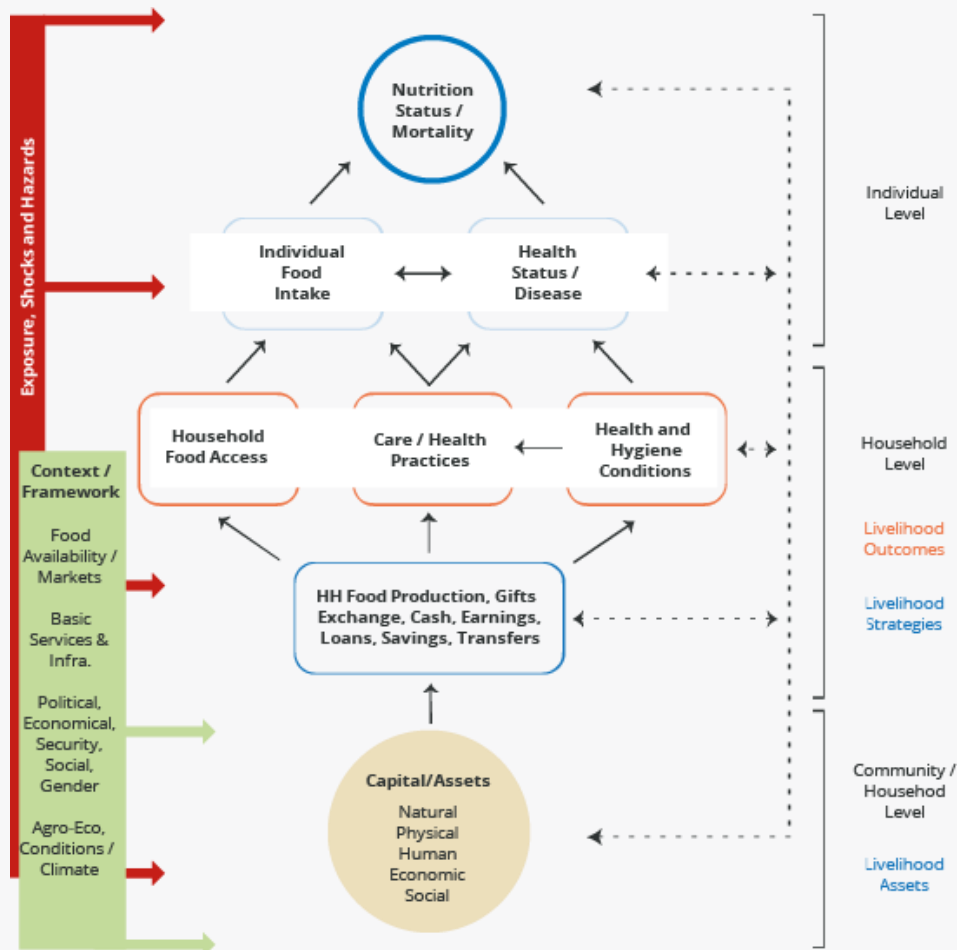 Exposure, Shocks and Hazards
Nutrition
Status /
Mortality
Individual
Level
Individual
Food
Intake
Health
Status /
Disease
Household
Food Access
Care / Health
Practices
Health and
Hygiene
Conditions
Household
Level
Livelihood
Outcomes
Livelihood
Strategies
Context /
Framework
Food
Availability /
Markets
Basic
Services &
Infra.
Political,
Economical,
Security,
Social,
Gender
Agro-Eco,
Conditions /
Climate
HH Food Production, Gifts
Exchange, Cash, Earnings,
Loans, Savings, Transfers
Capital/Assets
Natural
Physical
Human
Economic
Social
Community /
Househod
Level
Livelihood
Assets